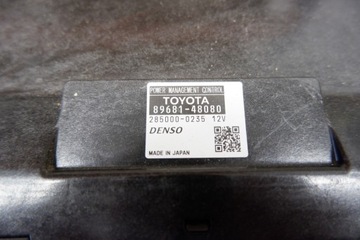 POWER MANAGEMENT CONTROL
TOYOTA
89681-48080
285000-0235 12V
DENSO
MADE IN JAPAN